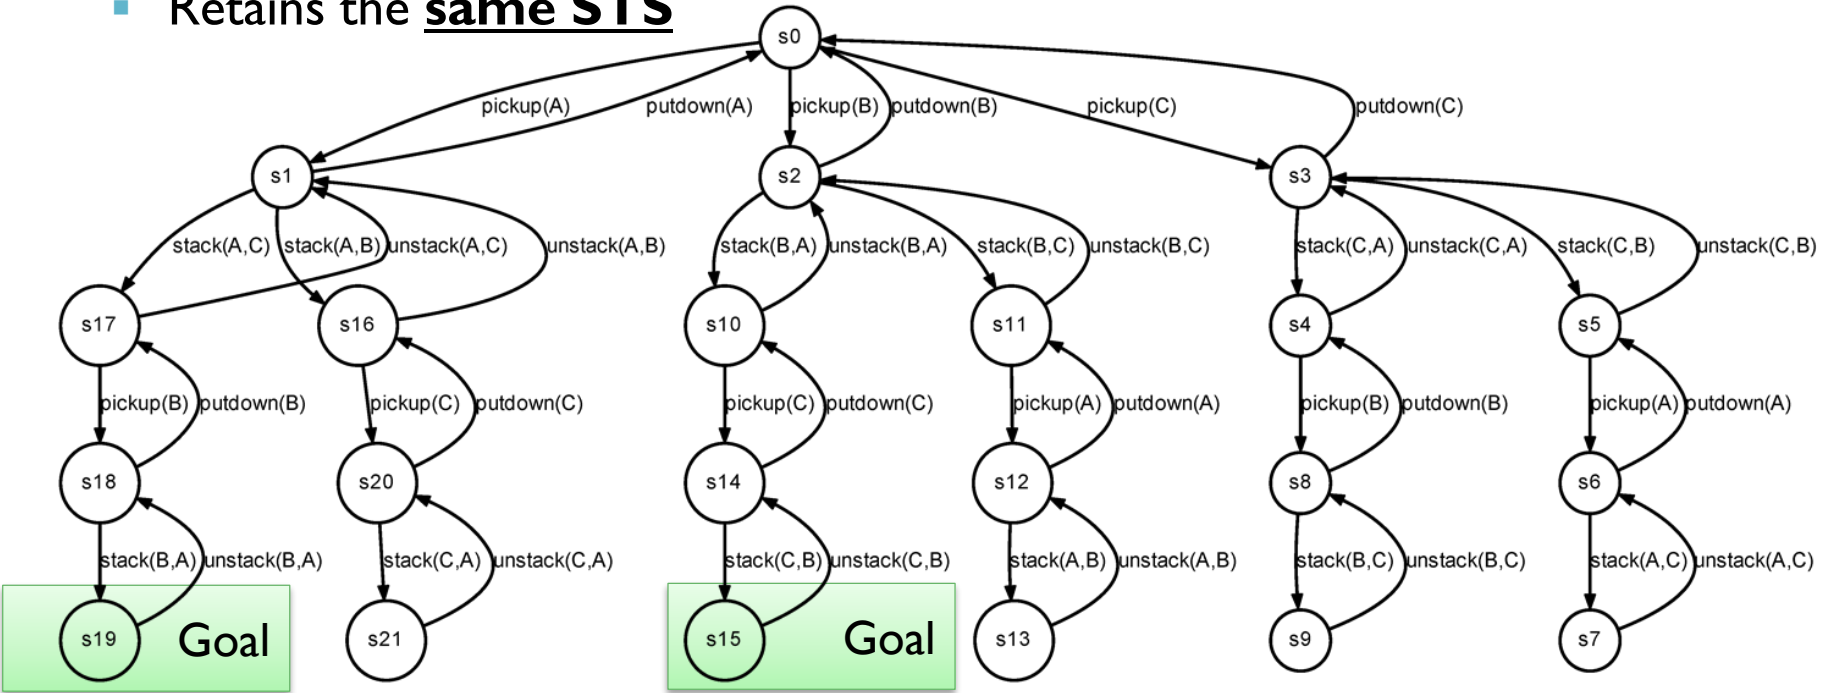 Retains the same STS
s0
pickup(A) putdown(A) pickup(B) putdown(B) pickup(C) putdown(C)
s1 s2 s3
stack(A,C) stack(A,B) unstack(A,C) unstack(A,B) stack(B,A) unstack(B,A) stack(B,C) unstack(B,C) stack(C,A) unstack(C,A) stack(C,B) unstack(C,B)
s17 s16 s10 s11 s4 s5
pickup(B) putdown(B) pickup(C) putdown(C) pickup(C) putdown(C) pickup(A) putdown(A) pickup(B) putdown(B) pickup(A) putdown(A)
s18 s20 s14 s12 s8 s6
stack(B,A) unstack(B,A) stack(C,A) unstack(C,A) stack(C,B) unstack(C,B) stack(A,B) unstack(A,B) stack(B,C) unstack(B,C) stack(A,C) unstack(A,C)
s19 Goal s21 s15 Goal s13 s9 s7